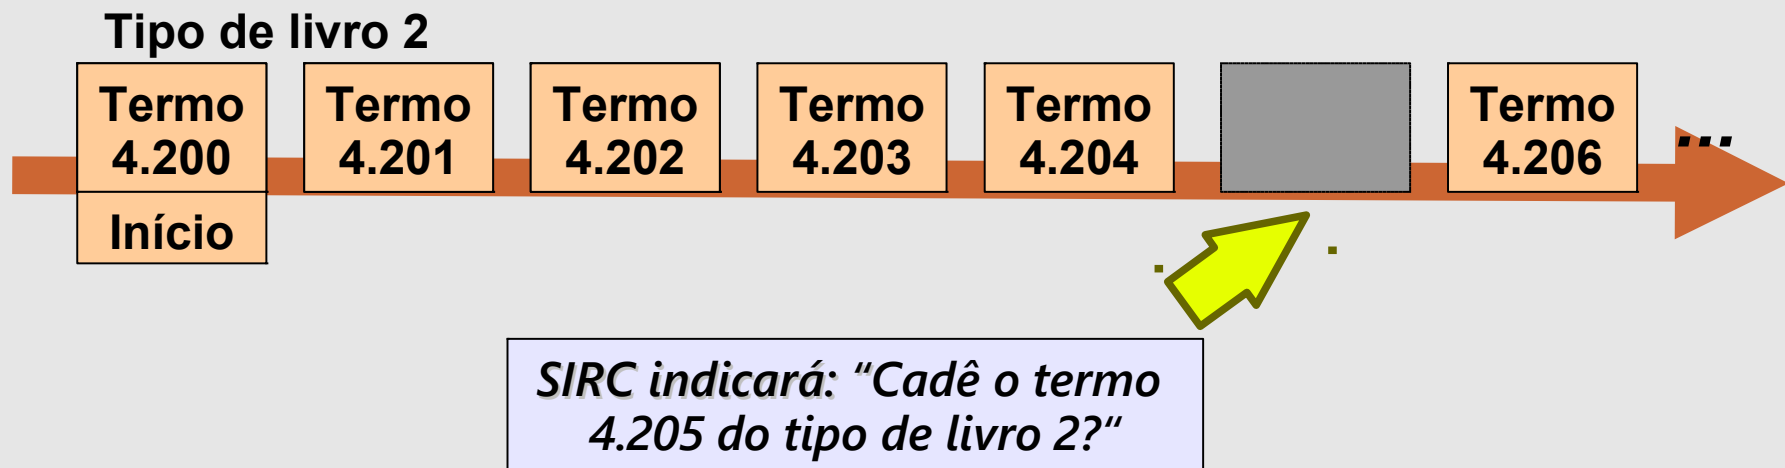 Tipo de livro 2
Termo
4.200
Início
Termo
4.201
Termo
4.202
Termo
4.203
Termo
4.204
Termo
4.206
...
SIRC indicará: “Cadê o termo
4.205 do tipo de livro 2?“